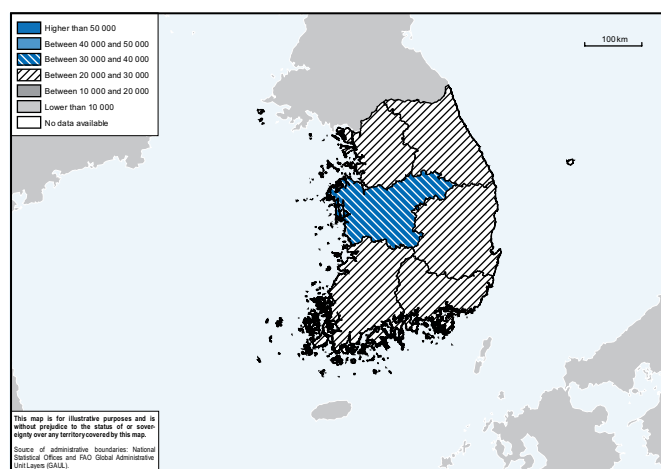 Higher than 50 000
Between 40 000 and 50 000
Between 30 000 and 40 000
Between 20 000 and 30 000
Between 10 000 and 20 000
Lower than 10 000
No data available
100 km
This map is for illustrative purposes and is
without prejudice to the status of or sover-
eignty over any territory covered by this map.
Source of administrative boundaries: National
Statistical Offices and FAO Global Administrative
Unit Layers (GAUL).